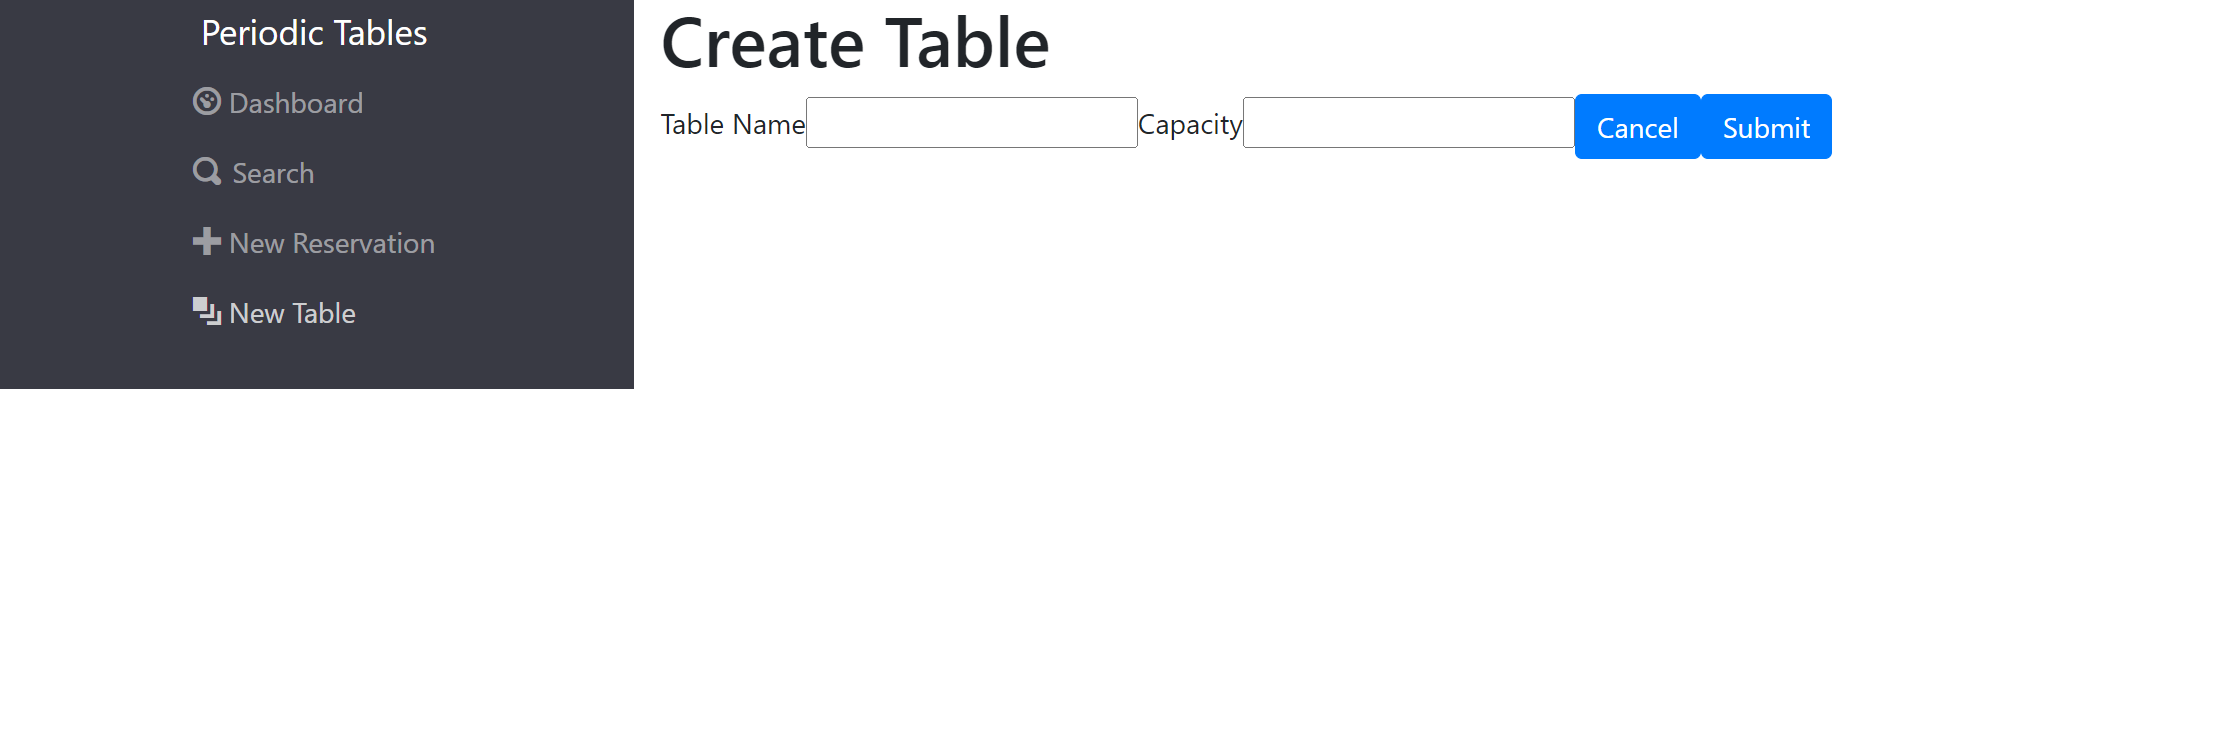 Periodic Tables
Dashboard
Search
New Reservation
New Table
Create Table
Table Name Capacity Cancel Submit